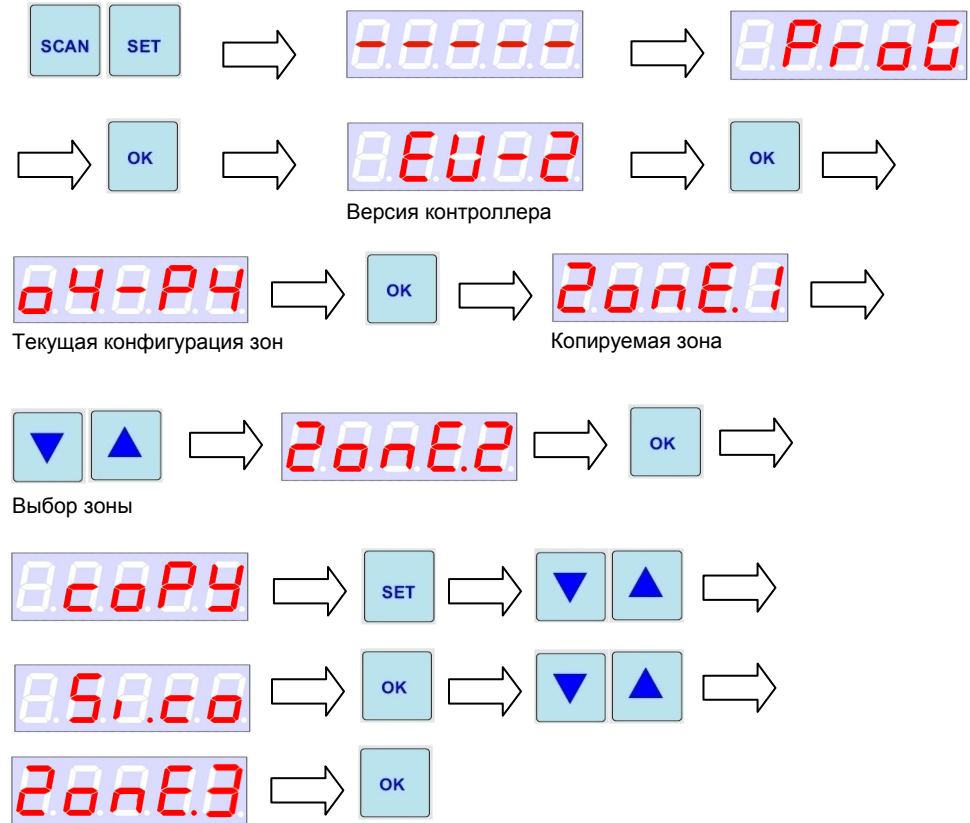 SCAN SET ----- ProG
OK EU-2 OK
Версия контроллера
o4-P4 OK ZonE.1
Текущая конфигурация зон Копируемая зона
ZonE.2 OK
Выбор зоны
coPY SET
Si.co OK
ZonE.3 OK